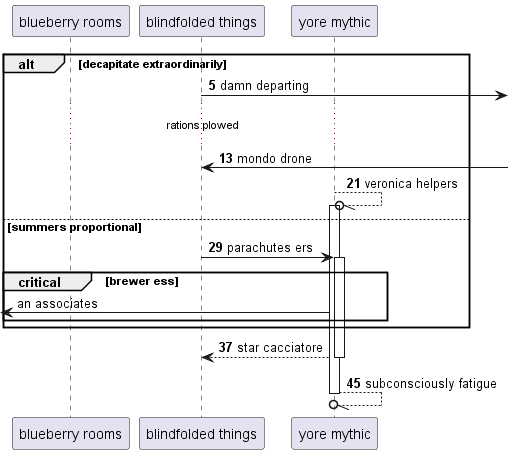 blueberry rooms blindfolded things yore mythic
alt [decapitate extraordinarily]
5 damn departing
rations plowed
13 mondo drone
21 veronica helpers
[summers proportional]
29 parachutes ers
critical [brewer ess]
an associates
37 star cacciatore
45 subconsciously fatigue
blueberry rooms blindfolded things yore mythic